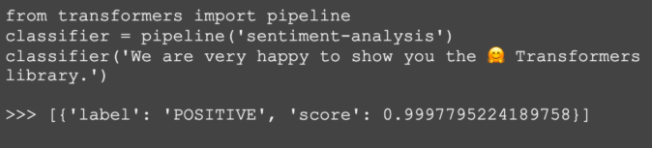 from transformers import pipeline
classifier = pipeline('sentiment-analysis')
classifier('We are very happy to show you the 🤗 Transformers
library.')
>>> [{'label': 'POSITIVE', 'score': 0.9997795224189758}]